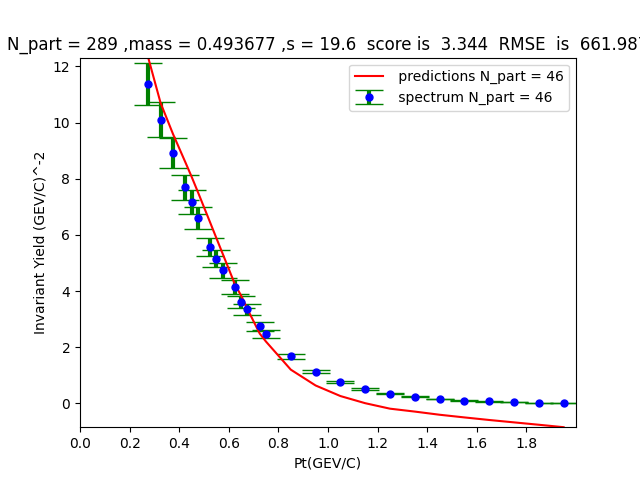 N_part = 289 ,mass = 0.493677 ,s = 19.6  score is  3.344  RMSE  is  661.987
predictions N_part = 46
spectrum N_part = 46
Invariant Yield (GEV/C)^-2
12
10
8
6
4
2
0
0.0 0.2 0.4 0.6 0.8 1.0 1.2 1.4 1.6 1.8
Pt(GEV/C)